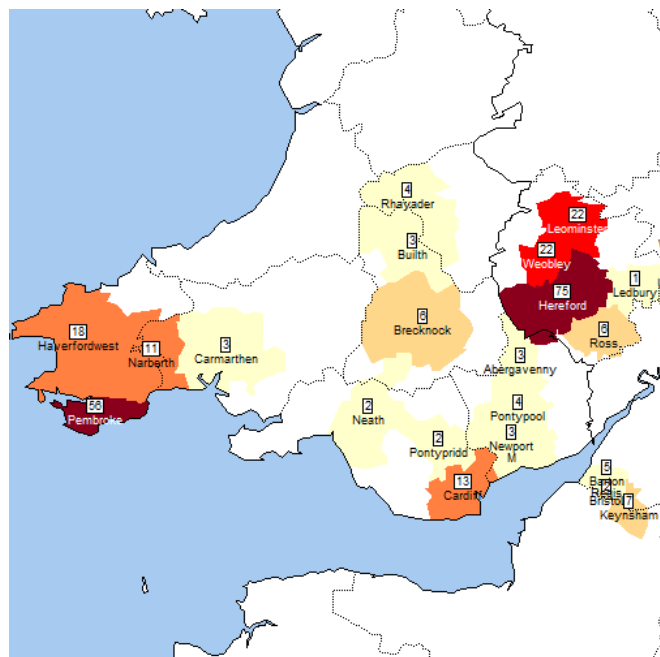 4
Rhayader
3
Builth
22
Leominster
22
Weobley
75
Hereford
1
Ledbury
6
Ross
18
Haverfordwest
11
Narberth
3
Carmarthen
6
Brecknock
3
Abergavenny
56
Pembroke
2
Neath
2
Pontypridd
4
Pontypool
3
Newport
M
13
Cardiff
5
Barton
Regis
2
Bristol
7
Keynsham